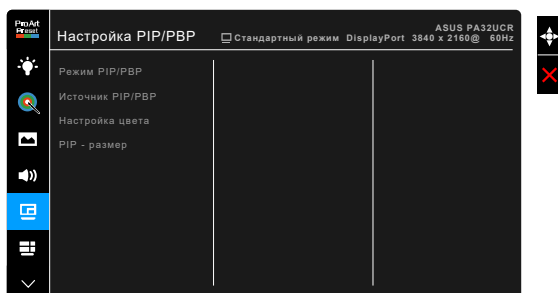 ProArt
Preset
Настройка PIP/PBP
ASUS PA32UCR
Стандартный режим DisplayPort 3840 x 2160@ 60Hz
Режим PIP/PBP
Источник PIP/PBP
Настройка цвета
PIP - размер